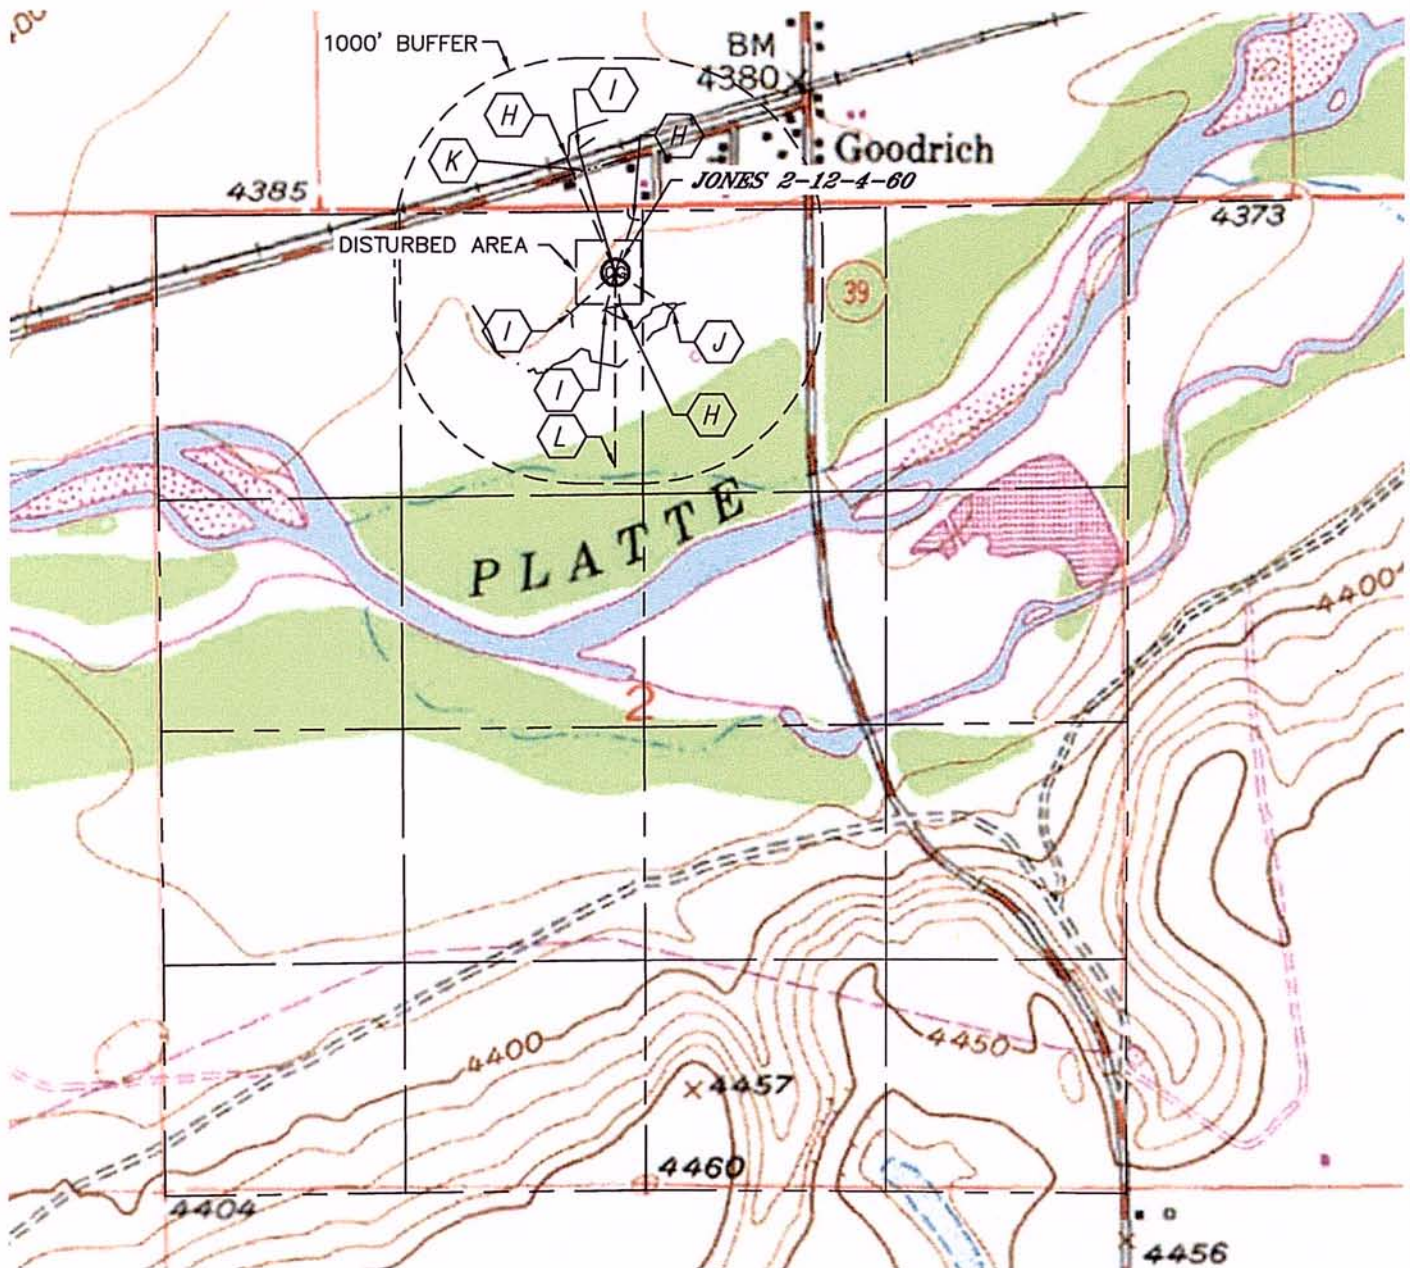 1000' BUFFER
BM
4380
I
H
H
K
Goodrich
4385
JONES 2-12-4-60
4373
DISTURBED AREA
39
I
J
I
H
L
PLATTE
4400
2
4400
4450
4457
4460
4404
4456